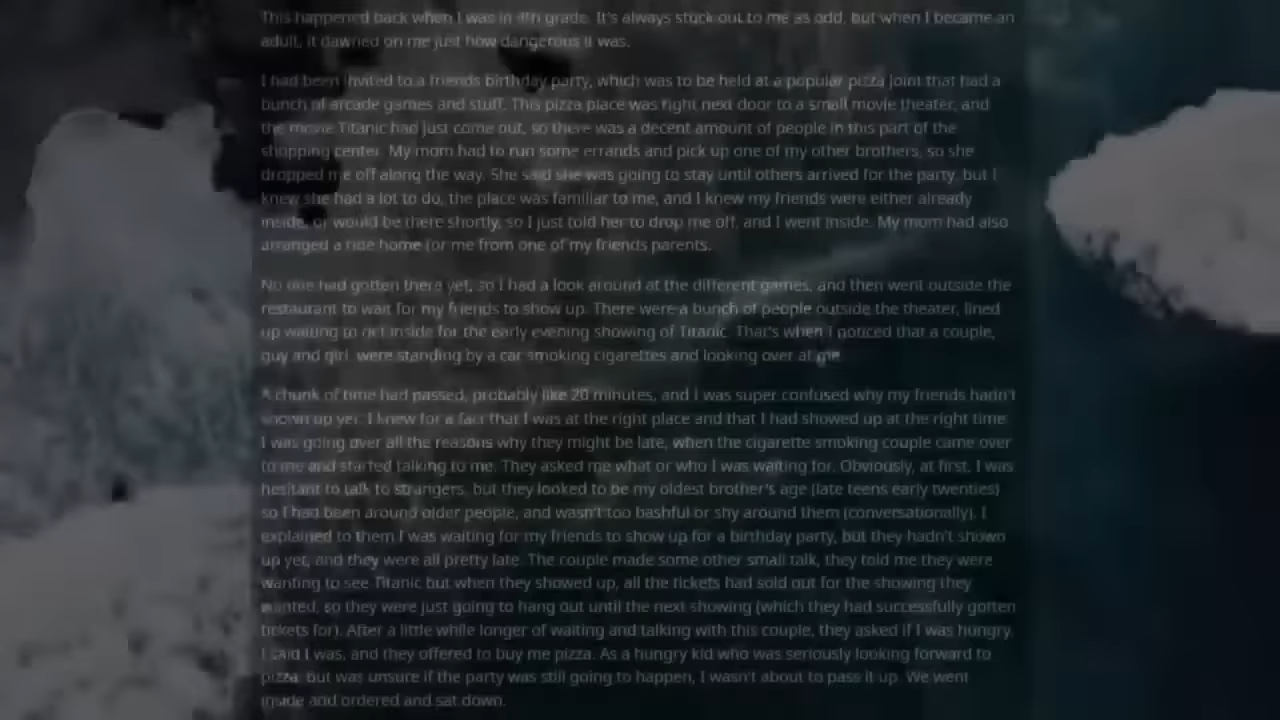 This happened back when I was in 4th grade. It's always stuck out to me as odd, but when I became an
adult, it dawned on me just how dangerous it was.
I had been invited to a friends birthday party, which was to be held at a popular pizza joint that had a
bunch of arcade games and stuff. This pizza place was right next door to a small movie theater, and
the movie Titanic had just come out, so there was a decent amount of people in this part of the
shopping center. My mom had to run some errands and pick up one of my other brothers, so she
dropped me off along the way. She said she was going to stay until others arrived for the party, but I
knew she had a lot to do, the place was familiar to me, and I knew my friends were either already
inside, or would be there shortly, so I just told her to drop me off, and I went inside. My mom had also
arranged a ride home for me from one of my friends parents.
No one had gotten there yet, so I had a look around at the different games, and then went outside the
restaurant to wait for my friends to show up. There were a bunch of people outside the theater, lined
up waiting to get inside for the early evening showing of Titanic. That's when I noticed that a couple,
guy and girl, were standing by a car smoking cigarettes and looking over at me.
A chunk of time had passed, probably like 20 minutes, and I was super confused why my friends hadn't
shown up yet. I knew for a fact that I was at the right place and that I had showed up at the right time.
I was going over all the reasons why they might be late, when the cigarette smoking couple came over
to me and started talking to me. They asked me what or who I was waiting for. Obviously, at first, I was
hesitant to talk to strangers, but they looked to be my oldest brother's age (late teens early twenties)
so I had been around older people, and wasn't too bashful or shy around them (conversationally). I
explained to them I was waiting for my friends to show up for a birthday party, but they hadn't shown
up yet, and they were all pretty late. The couple made some other small talk, they told me they were
wanting to see Titanic but when they showed up, all the tickets had sold out for the showing they
wanted, so they were just going to hang out until the next showing (which they had successfully gotten
tickets for). After a little while longer of waiting and talking with this couple, they asked if I was hungry.
I said I was, and they offered to buy me pizza. As a hungry kid who was seriously looking forward to
pizza, but was unsure if the party was still going to happen, I wasn't about to pass it up. We went
inside and ordered and sat down.